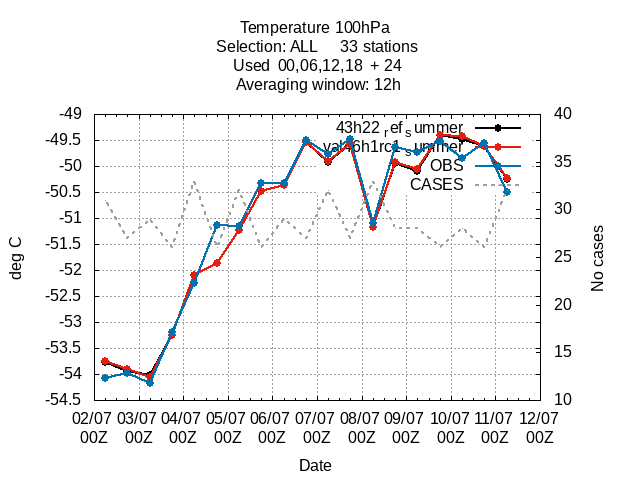 Temperature 100hPa
Selection: ALL 33 stations
Used 00,06,12,18 + 24
Averaging window: 12h
-49
-49.5
-50
-50.5
-51
-51.5
-52
-52.5
-53
-53.5
-54
-54.5
deg C
40
35
30
25
20
15
10
No cases
43h22 ref summer
OBS
CASES
02/07 03/07 04/07 05/07 06/07 07/07 08/07 09/07 10/07 11/07 12/07
00Z 00Z 00Z 00Z 00Z 00Z 00Z 00Z 00Z 00Z 00Z
Date